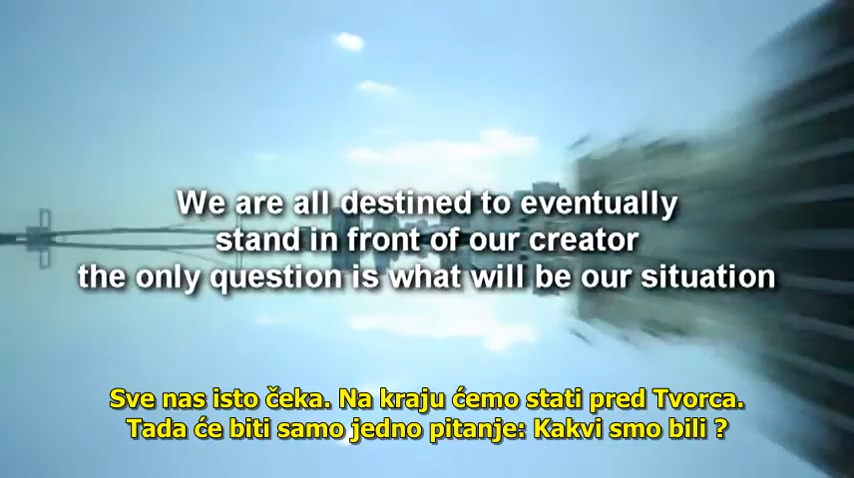 We are all destined to eventually
stand in front of our creator
the only question is what will be our situation
Sve nas isto čeka. Na kraju ćemo stati pred Tvorca.
Tada će biti samo jedno pitanje: Kakvi smo bili ?